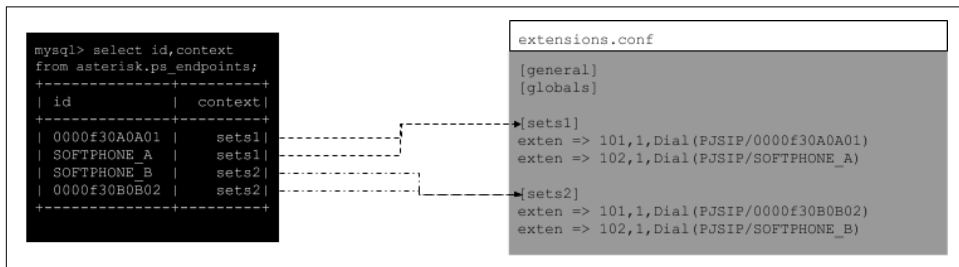 mysql> select id,context
from asterisk.ps_endpoints;
+--------------+---------+
| id | context|
+--------------+---------+
| 0000f30A0A01 | sets1|
| SOFTPHONE_A | sets1|
| SOFTPHONE_B | sets2|
| 0000f30B0B02 | sets2|
+--------------+---------+
extensions.conf
[general]
[globals]
[sets1]
exten => 101,1,Dial(PJSIP/0000f30A0A01)
exten => 102,1,Dial(PJSIP/SOFTPHONE_A)
[sets2]
exten => 101,1,Dial(PJSIP/0000f30B0B02)
exten => 102,1,Dial(PJSIP/SOFTPHONE_B)